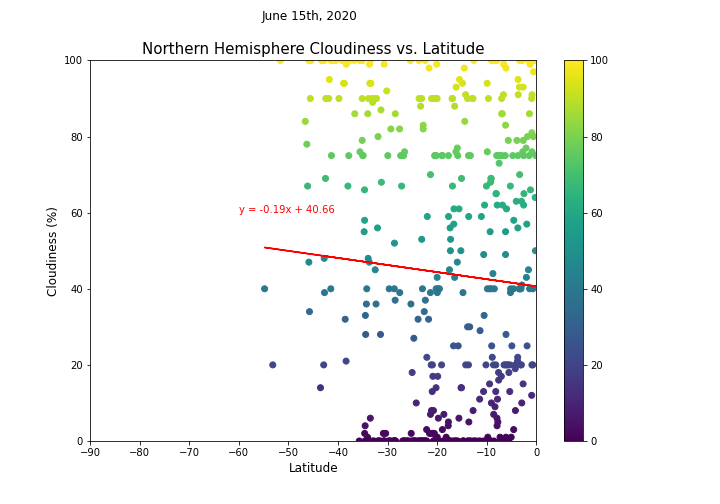 June 15th, 2020
Northern Hemisphere Cloudiness vs. Latitude
100
80
60
40
20
0
Cloudiness (%)
y = -0.19x + 40.66
−90 −80 −70 −60 −50 −40 −30 −20 −10 0
Latitude
100
80
60
40
20
0